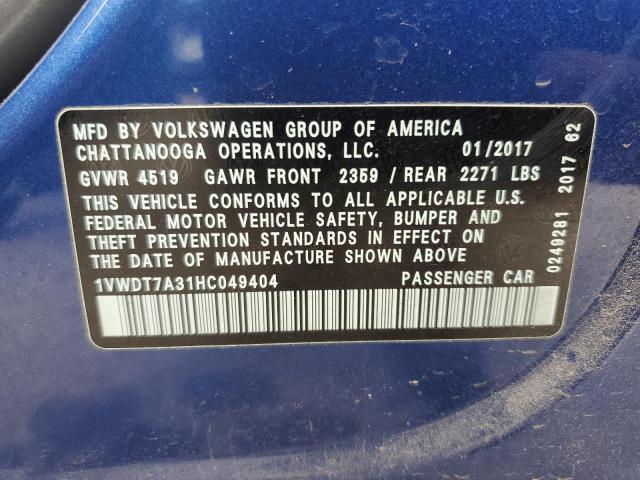 MFD BY VOLKSWAGEN GROUP OF AMERICA
CHATTANOOGA OPERATIONS, LLC. 01/2017
GVWR 4519 GAWR FRONT 2359 / REAR 2271 LBS
THIS VEHICLE CONFORMS TO ALL APPLICABLE U.S.
FEDERAL MOTOR VEHICLE SAFETY, BUMPER AND
THEFT PREVENTION STANDARDS IN EFFECT ON
THE DATE OF MANUFACTURE SHOWN ABOVE.
1VWDT7A31HC049404 PASSENGER CAR
0249281 2017 62